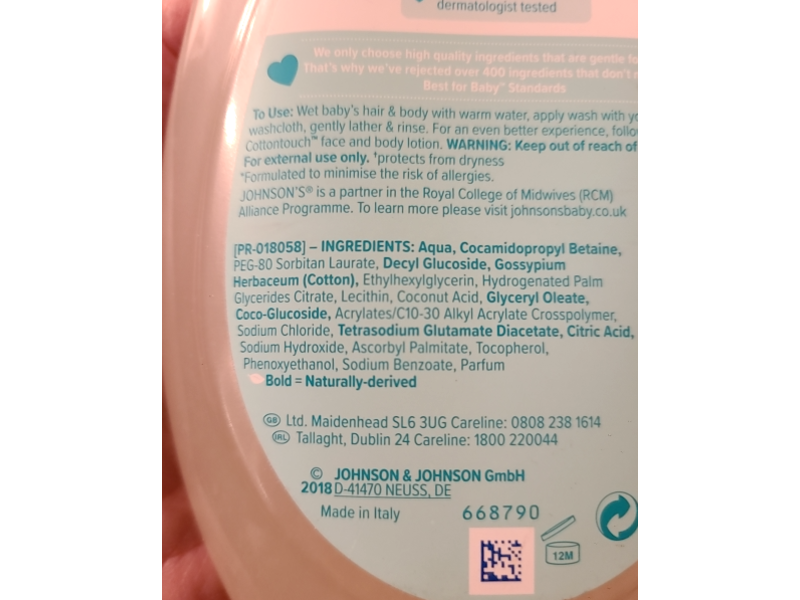 dermatologist tested
We only choose high quality ingredients that are gentle
That's why we've rejected over 400 ingredients that don't
Best for Baby™ Standards
To Use: Wet baby's hair & body with warm water, apply wash with
washcloth, gently lather & rinse. For an even better experience,
Cottontouch™ face and body lotion. WARNING: Keep out of reach of
For external use only. †protects from dryness
*Formulated to minimise the risk of allergies.
JOHNSON'S® is a partner in the Royal College of Midwives (RCM)
Alliance Programme. To learn more please visit johnsonsbaby.co.uk
[PR-018058] – INGREDIENTS: Aqua, Cocamidopropyl Betaine,
PEG-80 Sorbitan Laurate, Decyl Glucoside, Gossypium
Herbaceum (Cotton), Ethylhexylglycerin, Hydrogenated Palm
Glycerides Citrate, Lecithin, Coconut Acid, Glyceryl Oleate,
Coco-Glucoside, Acrylates/C10-30 Alkyl Acrylate Crosspolymer,
Sodium Chloride, Tetrasodium Glutamate Diacetate, Citric Acid,
Sodium Hydroxide, Ascorbyl Palmitate, Tocopherol,
Phenoxyethanol, Sodium Benzoate, Parfum
Bold = Naturally-derived
GB Ltd. Maidenhead SL6 3UG Careline: 0808 238 1614
IRL Tallaght, Dublin 24 Careline: 1800 220044
© JOHNSON & JOHNSON GmbH
2018 D-41470 NEUSS, DE
Made in Italy 668790
12M